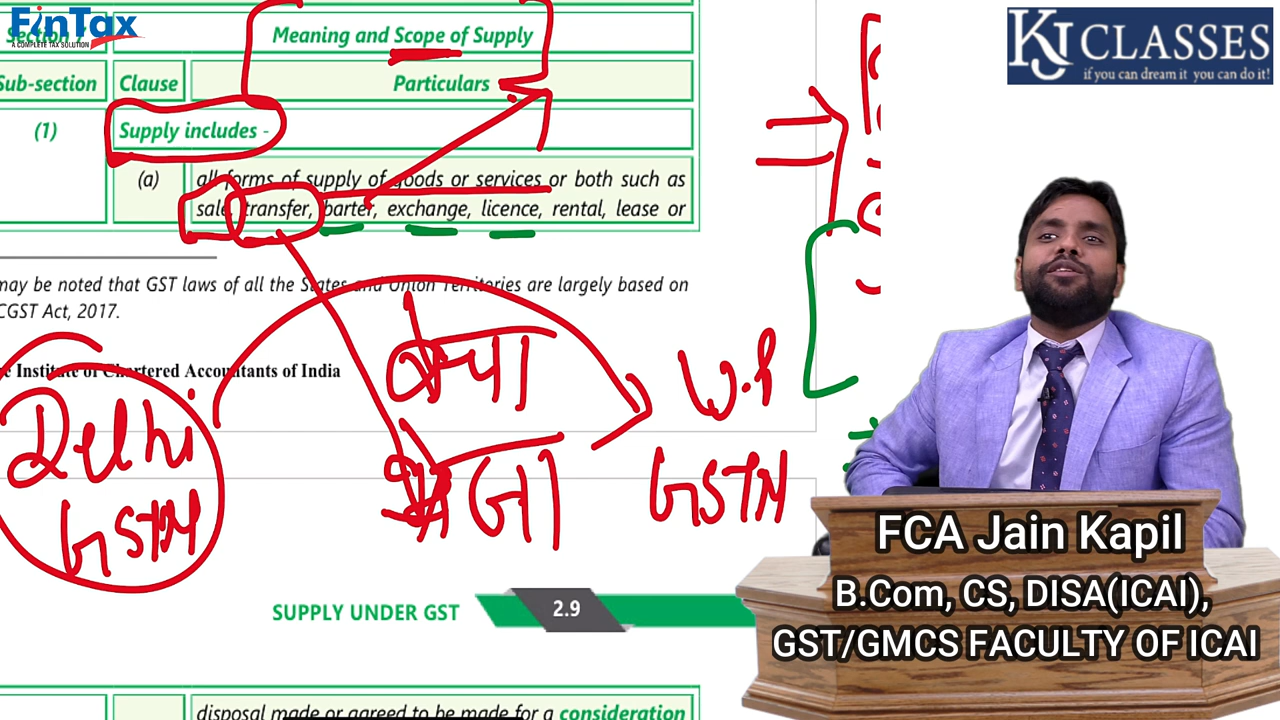 FinTax
A COMPLETE TAX SOLUTION
KJ CLASSES
if you can dream it you can do it!
Meaning and Scope of Supply
Sub-section Clause Particulars
(1) Supply includes -
(a) all forms of supply of goods or services or both such as
sale, transfer, barter, exchange, licence, rental, lease or
may be noted that GST laws of all the States and Union Territories are largely based on
CGST Act, 2017.
Institute of Chartered Accountants of India
Delhi
GSTN
GSTN
SUPPLY UNDER GST 2.9
disposal made or agreed to be made for a consideration
FCA Jain Kapil
B.Com, CS, DISA(ICAI),
GST/GMCS FACULTY OF ICAI